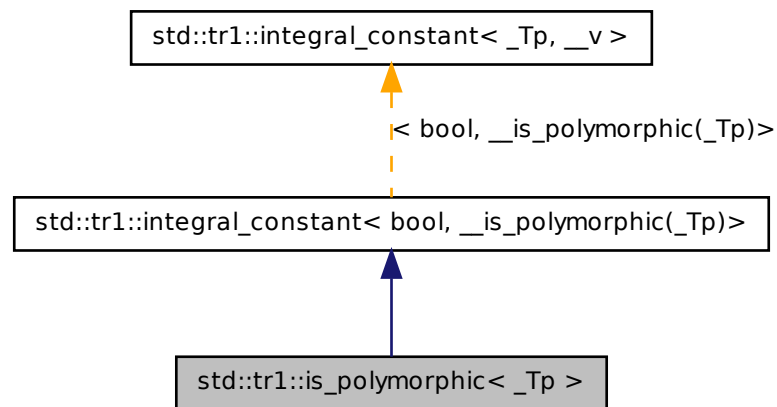 std::tr1::integral_constant< _Tp, __v >
< bool, __is_polymorphic(_Tp)>
std::tr1::integral_constant< bool, __is_polymorphic(_Tp)>
std::tr1::is_polymorphic< _Tp >